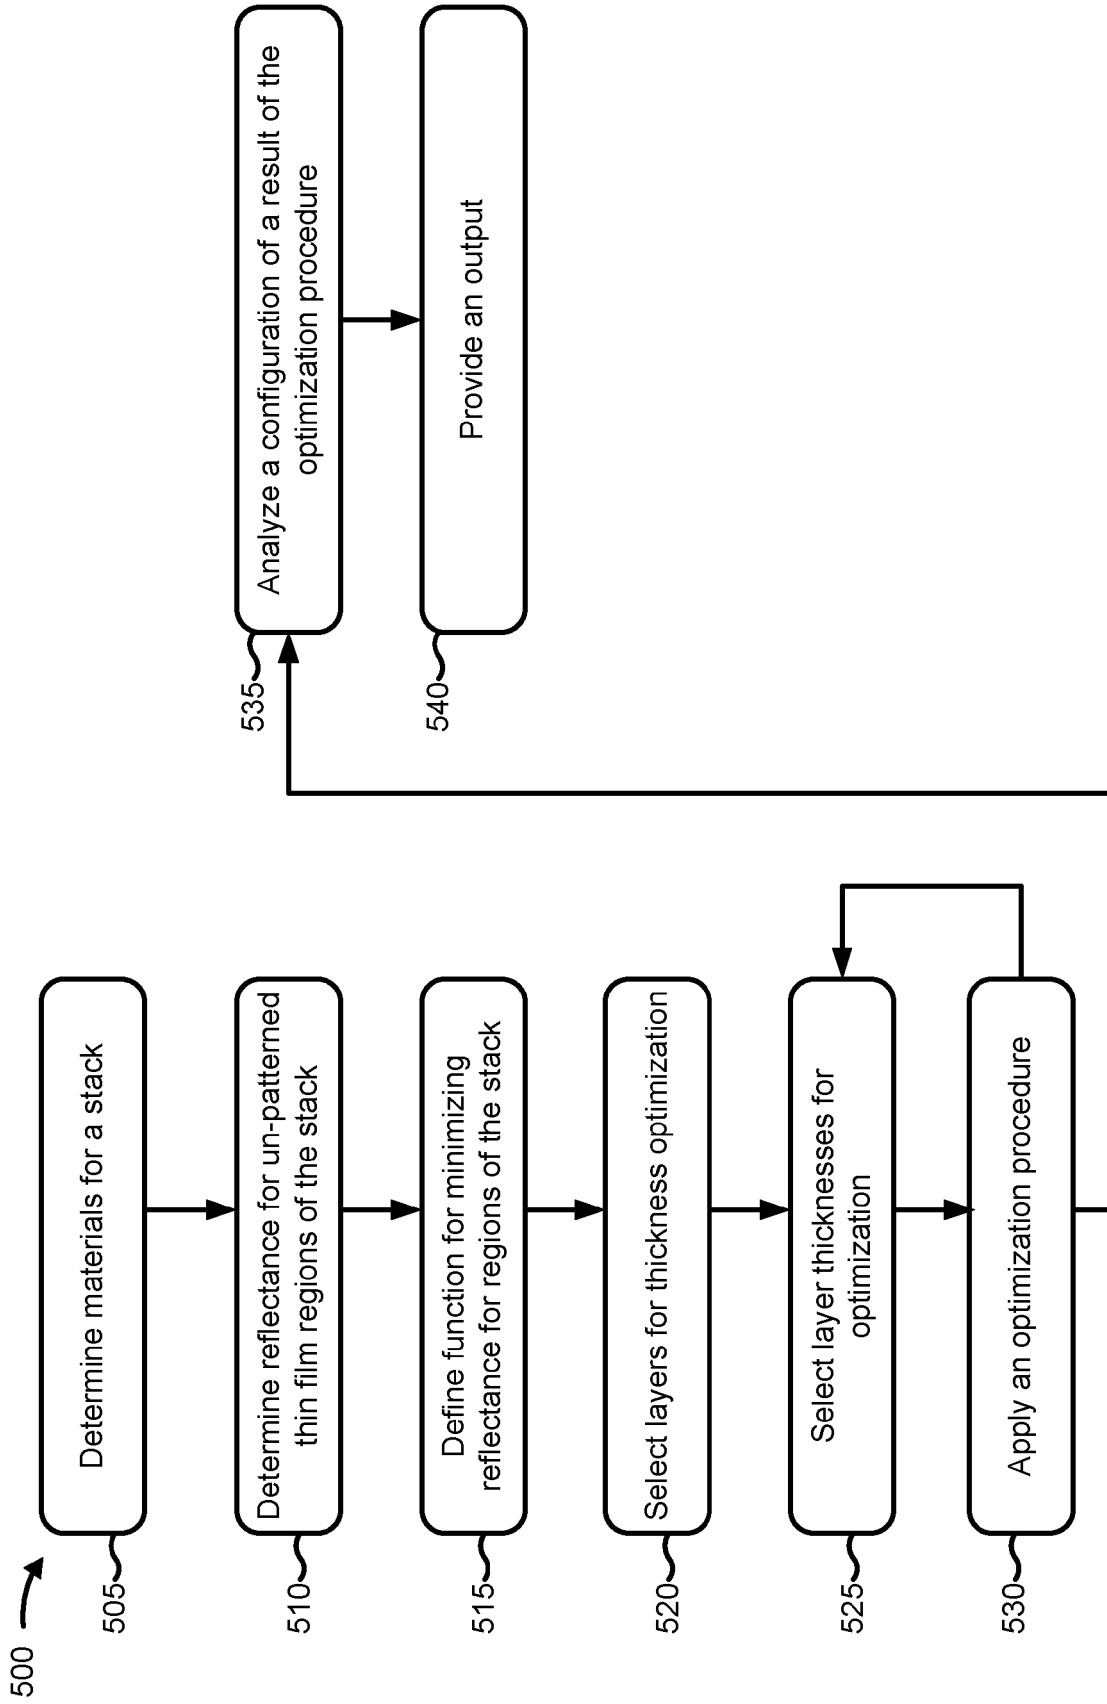 500
505
Determine materials for a stack
510
Determine reflectance for un-patterned
thin film regions of the stack
515
Define function for minimizing
reflectance for regions of the stack
520
Select layers for thickness optimization
525
Select layer thicknesses for
optimization
530
Apply an optimization procedure
535
Analyze a configuration of a result of the
optimization procedure
540
Provide an output